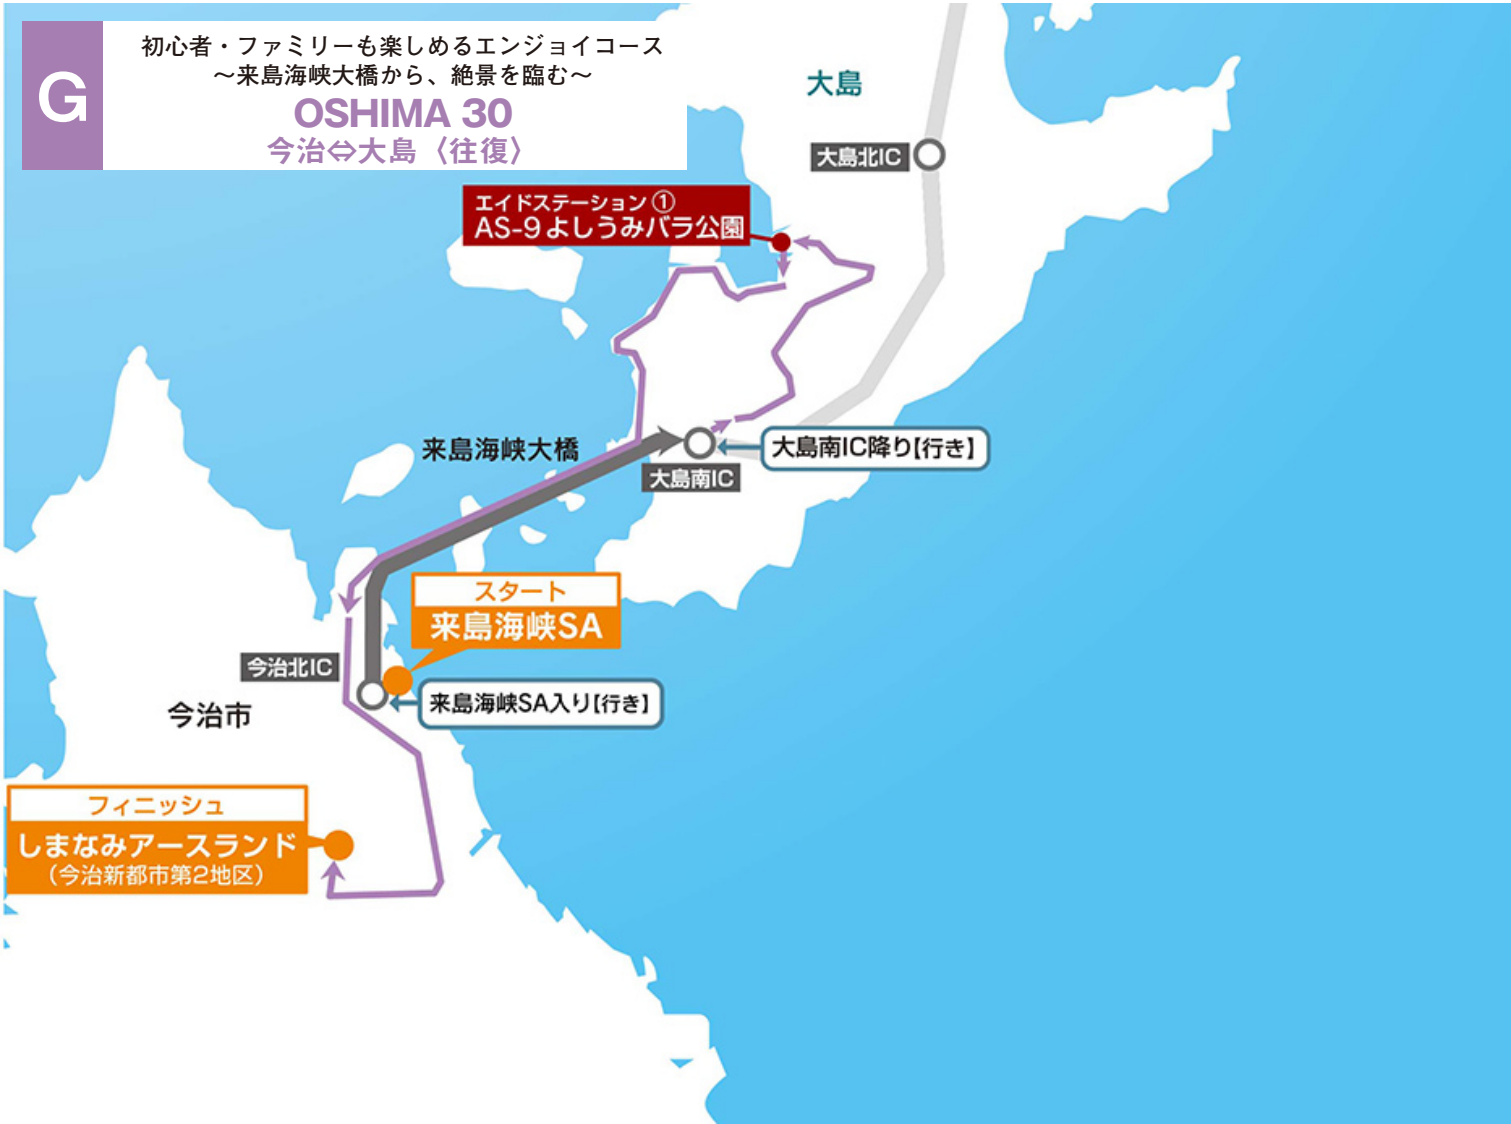 G
初心者・ファミリーも楽しめるエンジョイコース
～来島海峡大橋から、絶景を臨む～
OSHIMA 30
今治⇔大島〈往復〉
大島
大島北IC
エイドステーション①
AS-9よしうみバラ公園
来島海峡大橋
大島南IC降り【行き】
大島南IC
スタート
来島海峡SA
今治北IC
来島海峡SA入り【行き】
今治市
フィニッシュ
しまなみアースランド
（今治新都市第2地区）